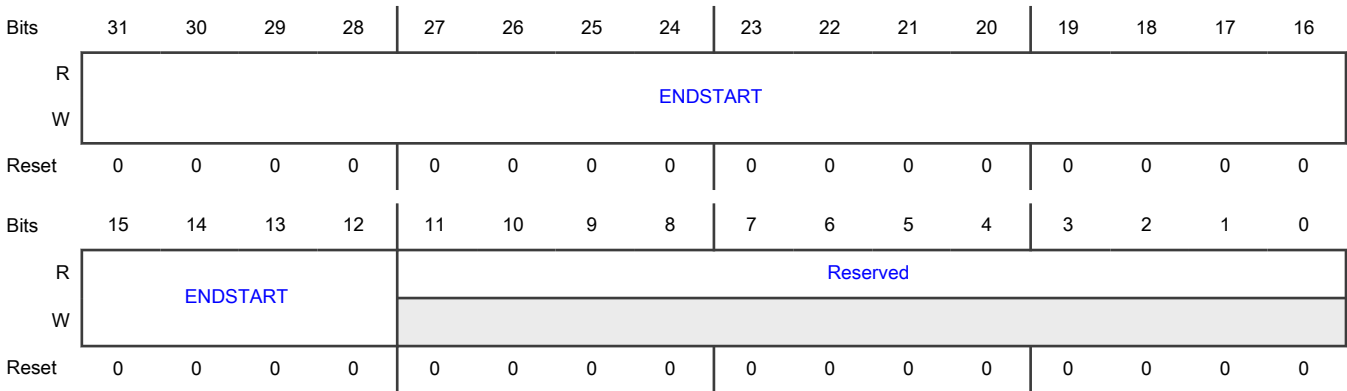 Bits 31 30 29 28 27 26 25 24 23 22 21 20 19 18 17 16
R
ENDSTART
W
Reset 0 0 0 0 0 0 0 0 0 0 0 0 0 0 0 0
Bits 15 14 13 12 11 10 9 8 7 6 5 4 3 2 1 0
R Reserved
ENDSTART
W
Reset 0 0 0 0 0 0 0 0 0 0 0 0 0 0 0 0